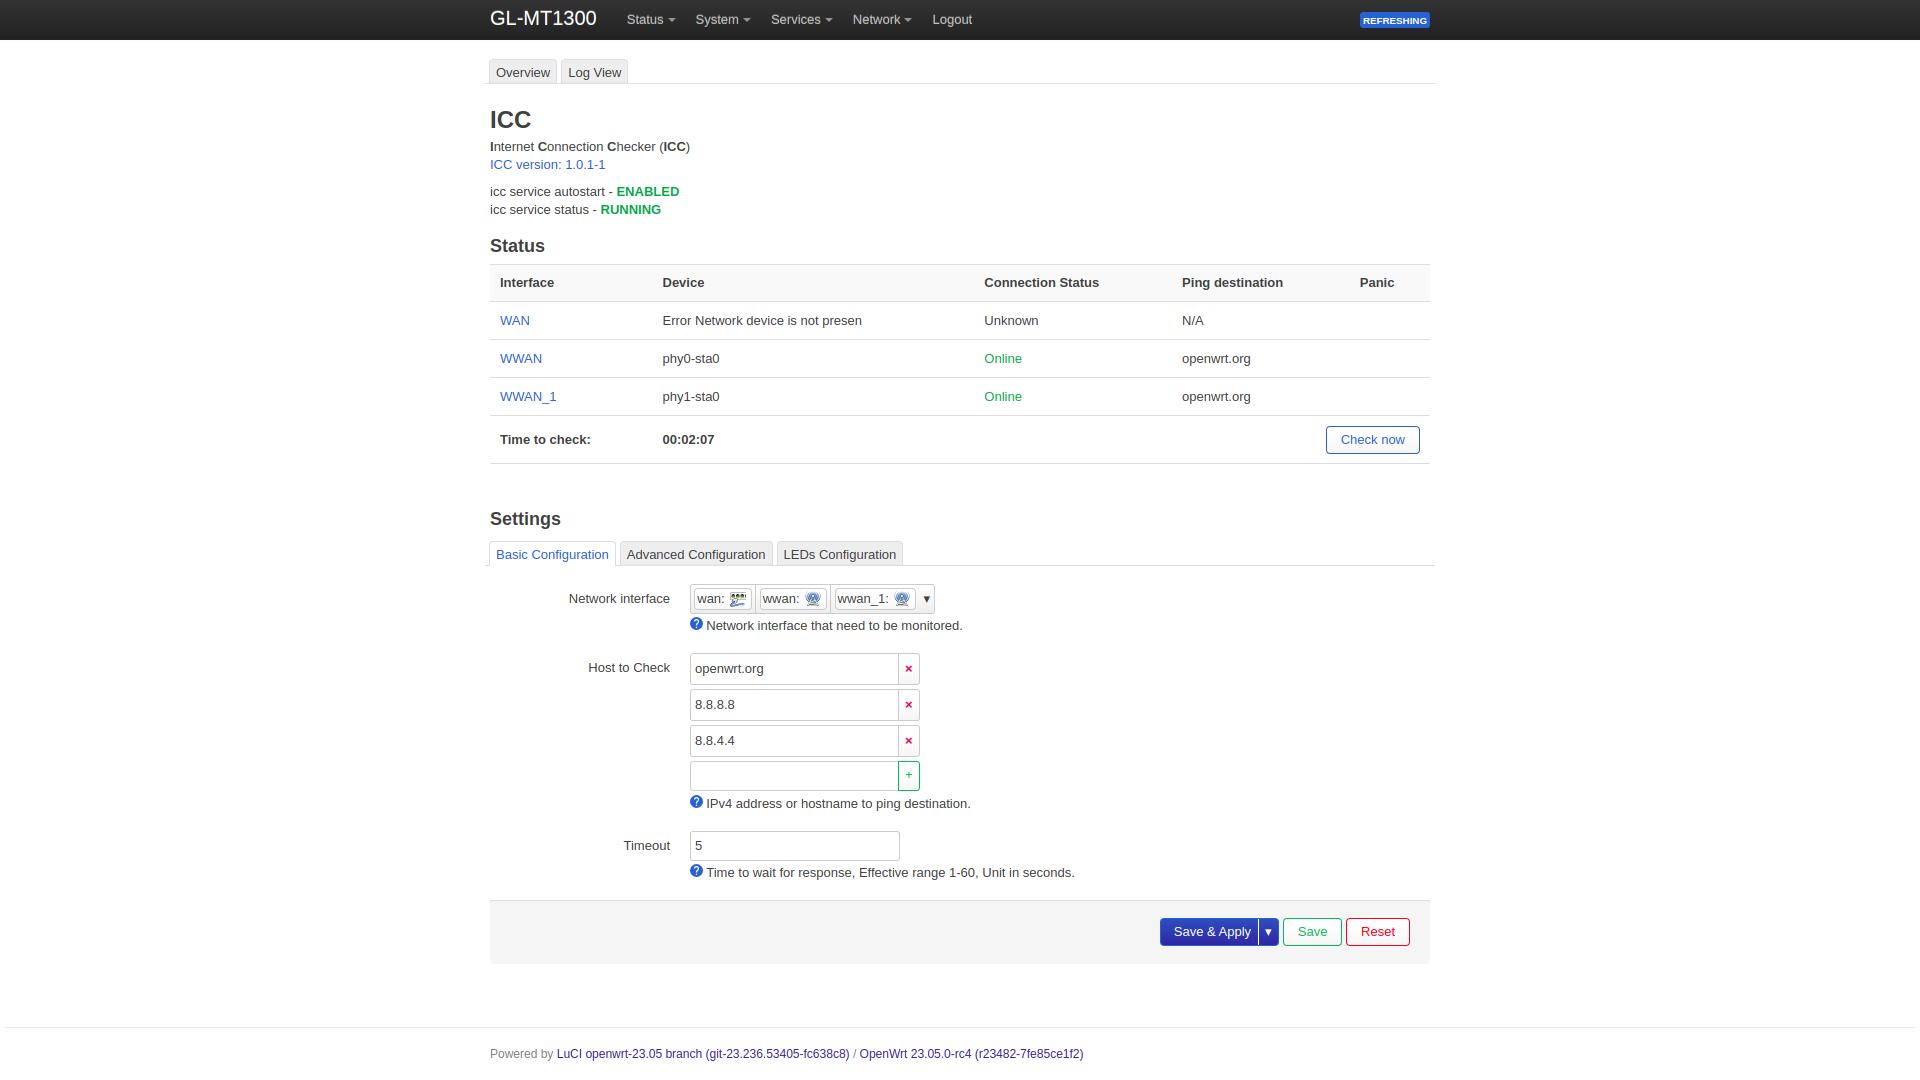 GL-MT1300 Status System Services Network Logout REFRESHING
Overview Log View
ICC
Internet Connection Checker (ICC)
ICC version: 1.0.1-1
icc service autostart - ENABLED
icc service status - RUNNING
Status
Interface Device Connection Status Ping destination Panic
WAN Error Network device is not presen Unknown N/A
WWAN phy0-sta0 Online openwrt.org
WWAN_1 phy1-sta0 Online openwrt.org
Time to check: 00:02:07 Check now
Settings
Basic Configuration Advanced Configuration LEDs Configuration
Network interface wan: wwan: wwan_1: ▾
? Network interface that need to be monitored.
Host to Check openwrt.org ×
8.8.8.8 ×
8.8.4.4 ×
+
? IPv4 address or hostname to ping destination.
Timeout 5
? Time to wait for response, Effective range 1-60, Unit in seconds.
Save & Apply ▾ Save Reset
Powered by LuCI openwrt-23.05 branch (git-23.236.53405-fc638c8) / OpenWrt 23.05.0-rc4 (r23482-7fe85ce1f2)